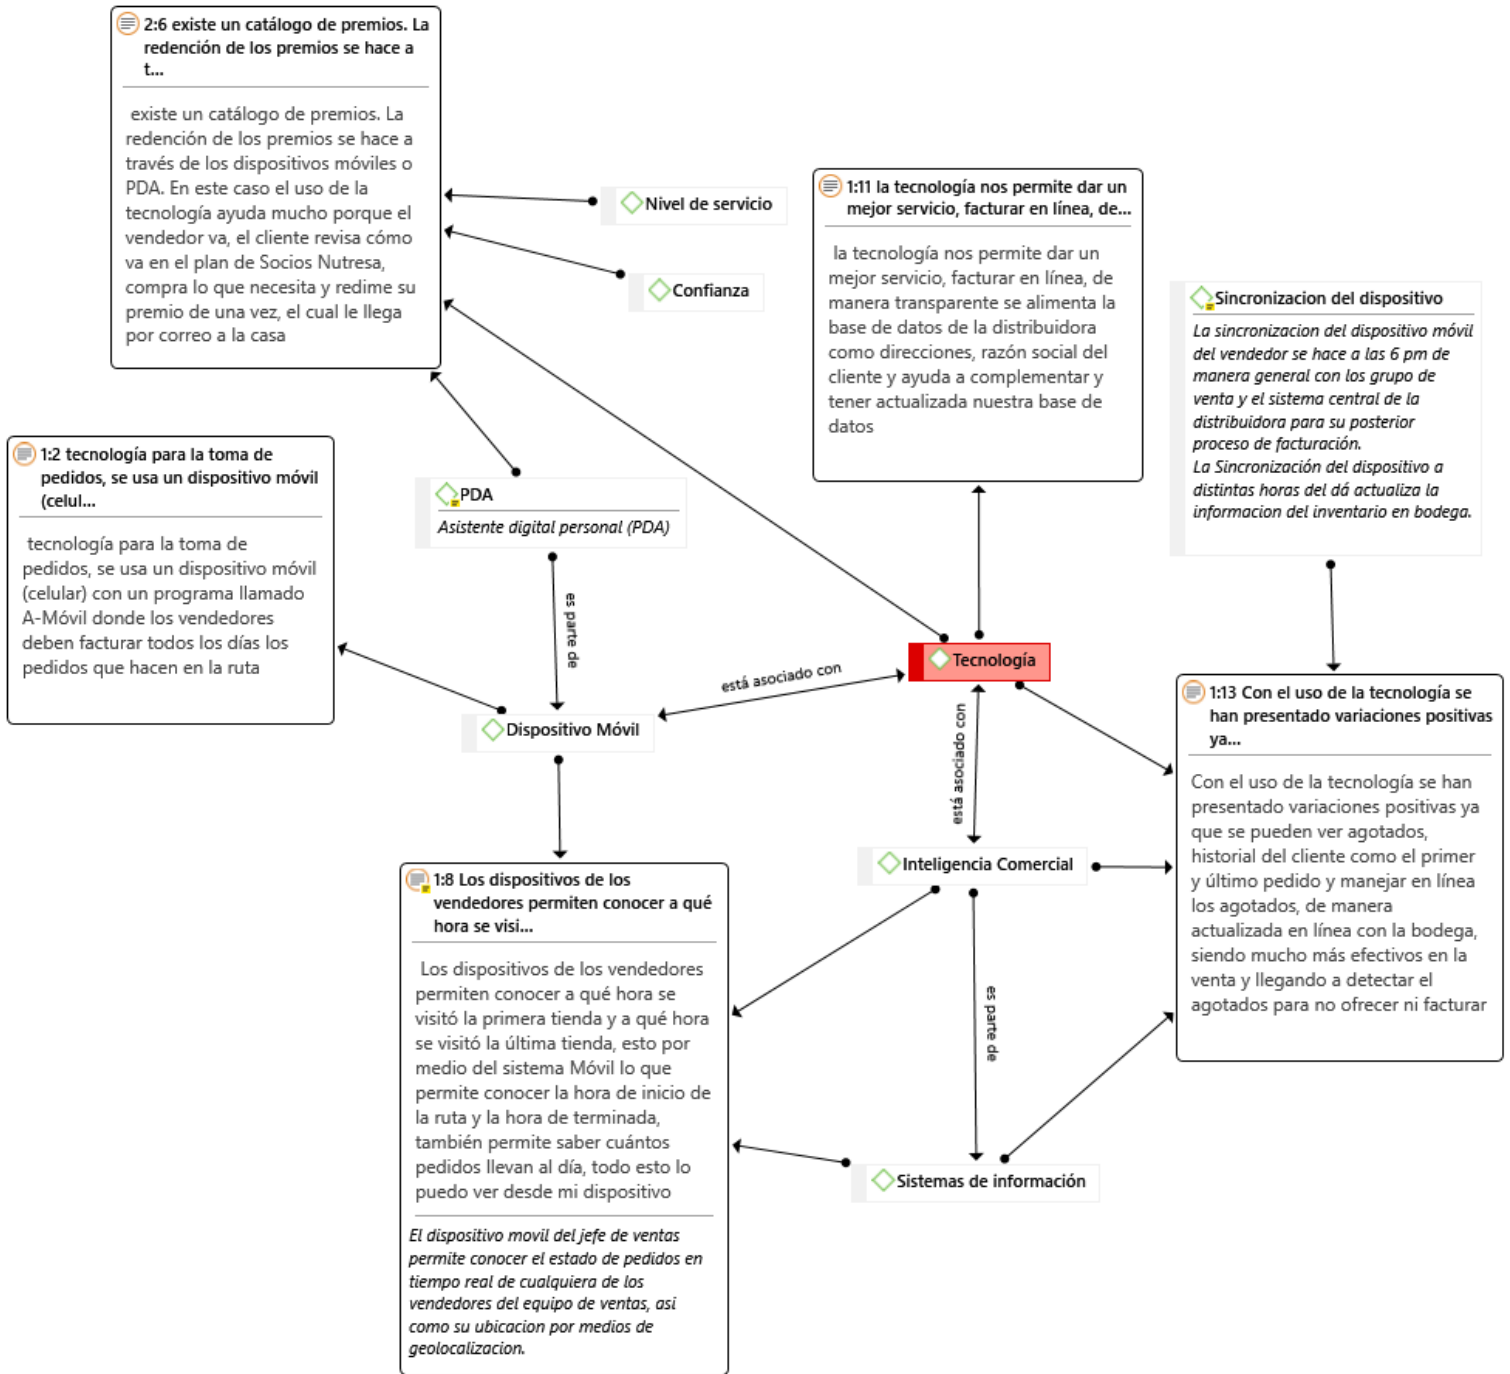 2:6 existe un catálogo de premios. La
redención de los premios se hace a
t...
existe un catálogo de premios. La
redención de los premios se hace a
través de los dispositivos móviles o
PDA. En este caso el uso de la
tecnología ayuda mucho porque el
vendedor va, el cliente revisa cómo
va en el plan de Socios Nutresa,
compra lo que necesita y redime su
premio de una vez, el cual le llega
por correo a la casa
Nivel de servicio
Confianza
1:11 la tecnología nos permite dar un
mejor servicio, facturar en línea, de...
la tecnología nos permite dar un
mejor servicio, facturar en línea, de
manera transparente se alimenta la
base de datos de la distribuidora
como direcciones, razón social del
cliente y ayuda a complementar y
tener actualizada nuestra base de
datos
Sincronizacion del dispositivo
La sincronizacion del dispositivo móvil
del vendedor se hace a las 6 pm de
manera general con los grupo de
venta y el sistema central de la
distribuidora para su posterior
proceso de facturación.
La Sincronización del dispositivo a
distintas horas del dá actualiza la
informacion del inventario en bodega.
1:2 tecnología para la toma de
pedidos, se usa un dispositivo móvil
(celul...
tecnología para la toma de
pedidos, se usa un dispositivo móvil
(celular) con un programa llamado
A-Móvil donde los vendedores
deben facturar todos los días los
pedidos que hacen en la ruta
PDA
Asistente digital personal (PDA)
es parte de
está asociado con
Tecnología
Dispositivo Móvil
está asociado con
1:13 Con el uso de la tecnología se
han presentado variaciones positivas
ya...
Con el uso de la tecnología se han
presentado variaciones positivas ya
que se pueden ver agotados,
historial del cliente como el primer
y último pedido y manejar en línea
los agotados, de manera
actualizada en línea con la bodega,
siendo mucho más efectivos en la
venta y llegando a detectar el
agotados para no ofrecer ni facturar
Inteligencia Comercial
es parte de
1:8 Los dispositivos de los
vendedores permiten conocer a qué
hora se visi...
Los dispositivos de los vendedores
permiten conocer a qué hora se
visitó la primera tienda y a qué hora
se visitó la última tienda, esto por
medio del sistema Móvil lo que
permite conocer la hora de inicio de
la ruta y la hora de terminada,
también permite saber cuántos
pedidos llevan al día, todo esto lo
puedo ver desde mi dispositivo
El dispositivo movil del jefe de ventas
permite conocer el estado de pedidos en
tiempo real de cualquiera de los
vendedores del equipo de ventas, asi
como su ubicacion por medios de
geolocalizacion.
Sistemas de información